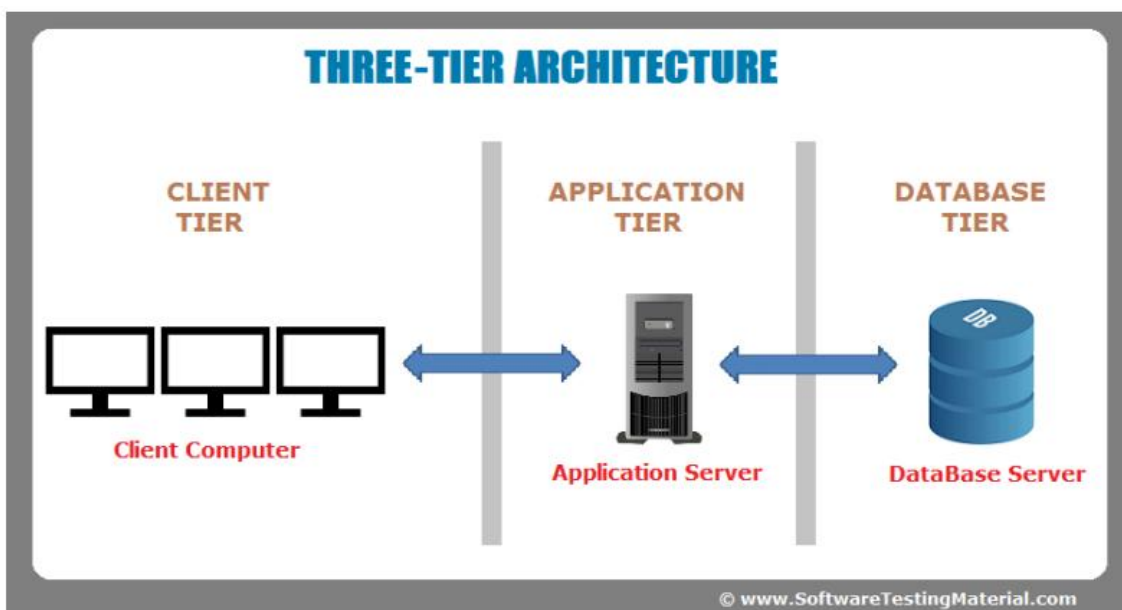 THREE-TIER ARCHITECTURE
CLIENT
TIER
APPLICATION
TIER
DATABASE
TIER
DB
Client Computer
Application Server
DataBase Server
© www.SoftwareTestingMaterial.com